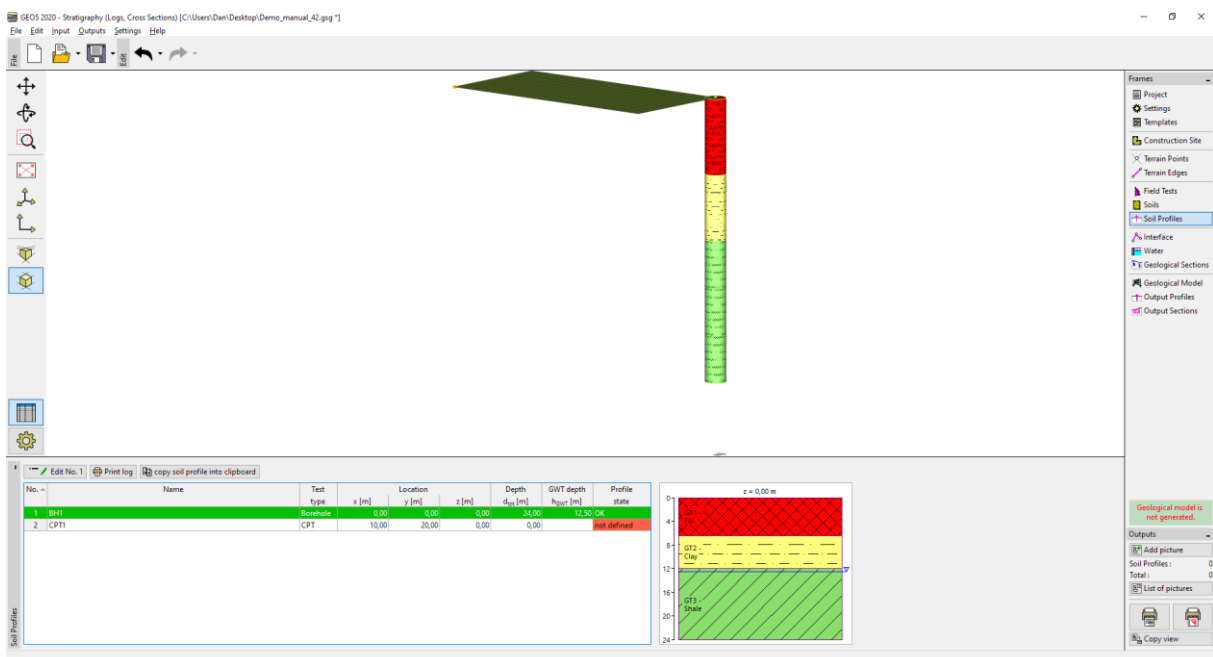 GEO5 2020 - Stratigraphy (Logs, Cross Sections) [C:\Users\Dan\Desktop\Demo_manual_42.gsg *]
File Edit Input Outputs Settings Help
File
Edit
Frames
Project
Settings
Templates
Construction Site
Terrain Points
Terrain Edges
Field Tests
Soils
Soil Profiles
Interface
Water
Geological Sections
Geological Model
Output Profiles
Output Sections
Edit No. 1 Print log copy soil profile into clipboard
No. Name Test Location Depth GWT depth Profile
type x [m] y [m] z [m] dtot [m] hGWT [m] state
1 BH1 Borehole 0,00 0,00 0,00 24,00 12,50 OK
2 CPT1 CPT 10,00 20,00 0,00 0,00 not defined
Soil Profiles
z = 0,00 m
0
GT1 -
Fill
4
8
GT2 -
Clay
12
16
GT3 -
Shale
20
24
Geological model is
not generated.
Outputs
Add picture
Soil Profiles : 0
Total : 0
List of pictures
Copy view